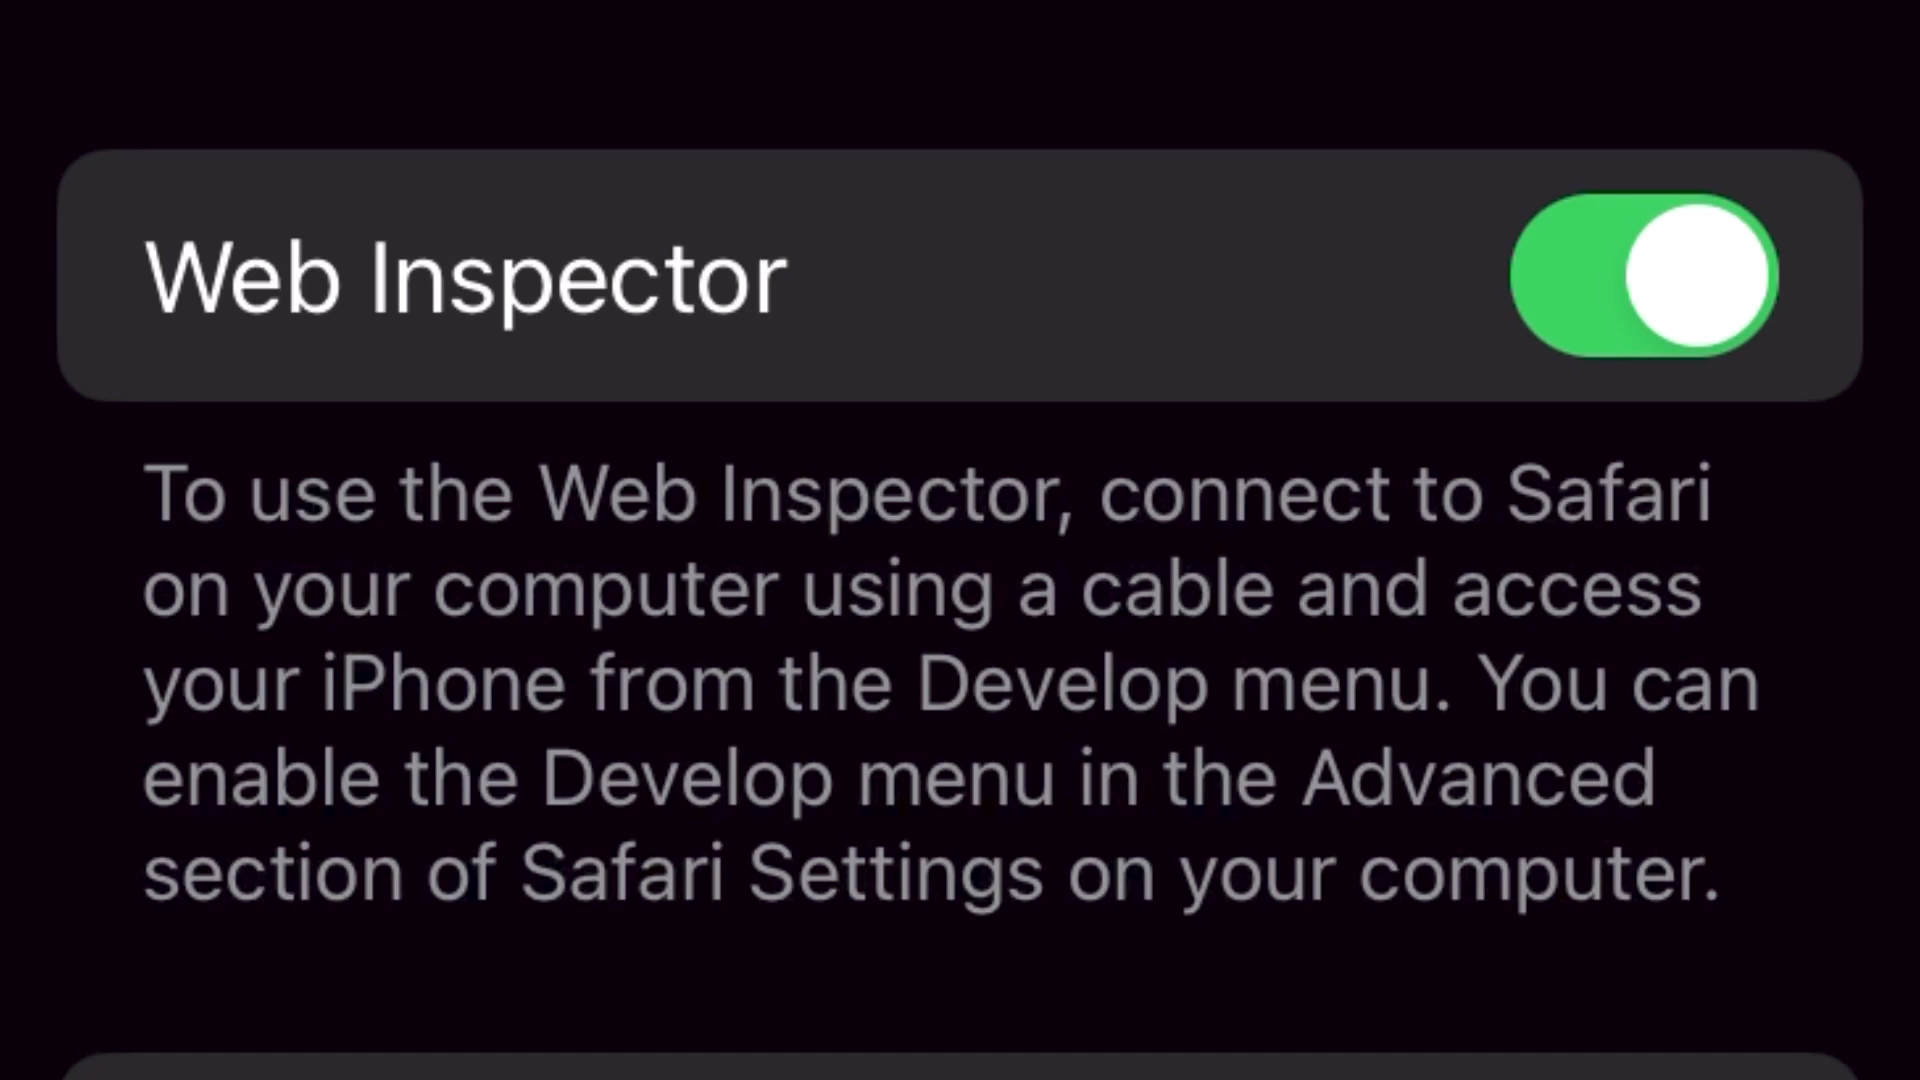 Web Inspector
To use the Web Inspector, connect to Safari
on your computer using a cable and access
your iPhone from the Develop menu. You can
enable the Develop menu in the Advanced
section of Safari Settings on your computer.